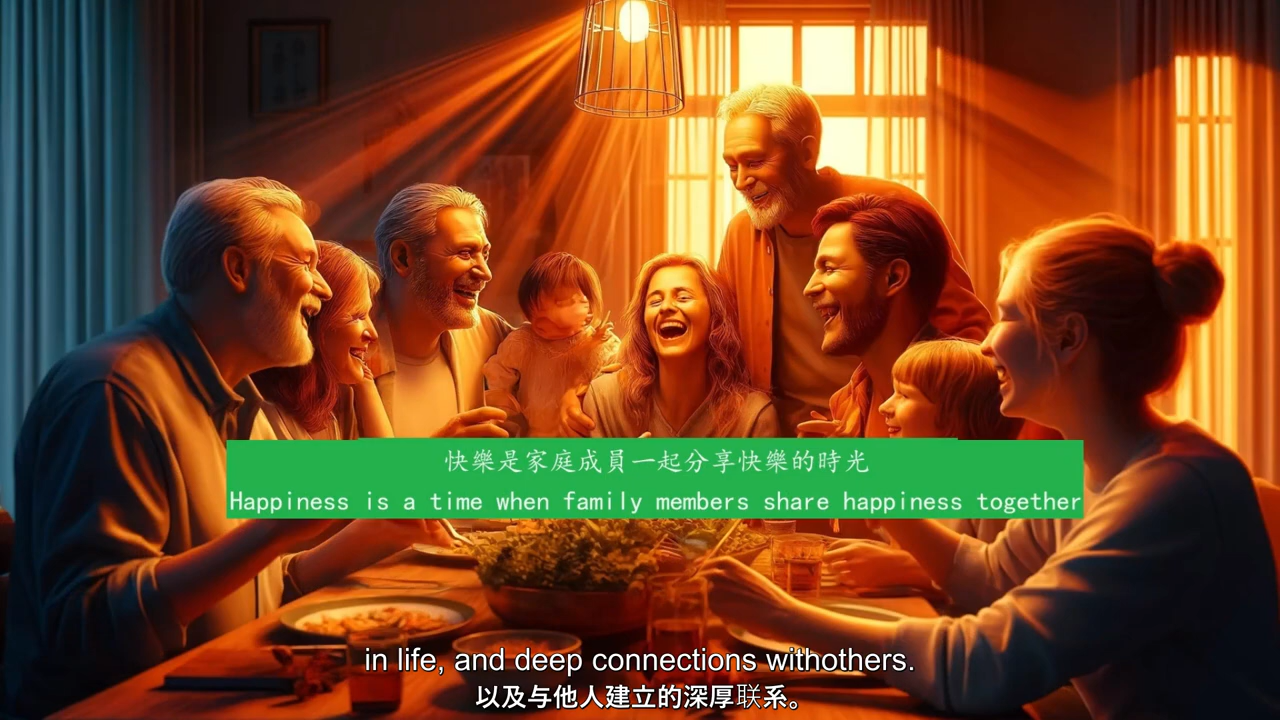 快樂是家庭成員一起分享快樂的時光
Happiness is a time when family members share happiness together
in life, and deep connections withothers.
以及与他人建立的深厚联系。